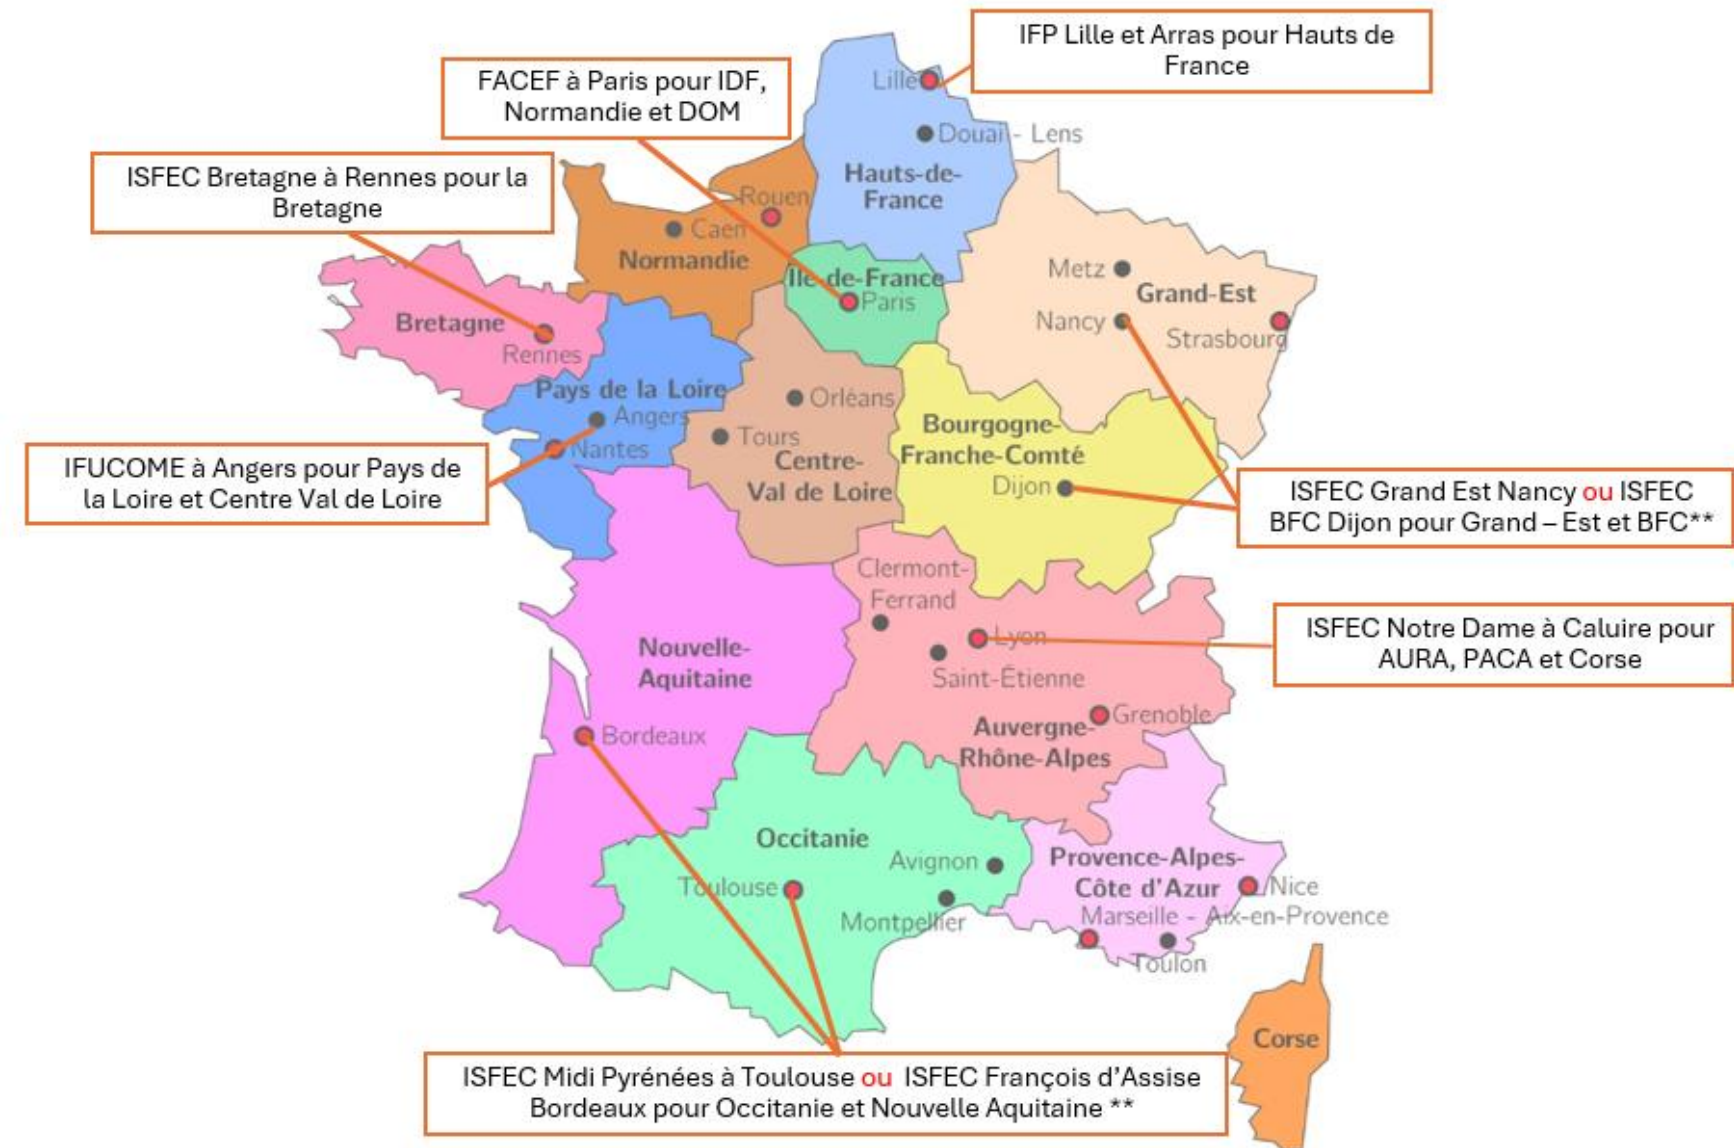 IFP Lille et Arras pour Hauts de
France
FACEF à Paris pour IDF,
Normandie et DOM
ISFEC Bretagne à Rennes pour la
Bretagne
Lille
Douai - Lens
Hauts-de-
France
Rouen
Caen
Normandie
Ile-de-France
Paris
Metz
Grand-Est
Nancy
Strasbourg
Bretagne
Rennes
Pays de la Loire
Angers
Nantes
Orléans
Tours
Centre-
Val de Loire
Bourgogne-
Franche-Comté
Dijon
IFUCOME à Angers pour Pays de
la Loire et Centre Val de Loire
ISFEC Grand Est Nancy ou ISFEC
BFC Dijon pour Grand – Est et BFC**
Clermont-
Ferrand
Lyon
Saint-Étienne
Grenoble
Auvergne-
Rhône-Alpes
ISFEC Notre Dame à Caluire pour
AURA, PACA et Corse
Nouvelle-
Aquitaine
Bordeaux
Occitanie
Avignon
Toulouse
Montpellier
Provence-Alpes-
Côte d'Azur
Nice
Marseille - Aix-en-Provence
Toulon
Corse
ISFEC Midi Pyrénées à Toulouse ou ISFEC François d’Assise
Bordeaux pour Occitanie et Nouvelle Aquitaine **